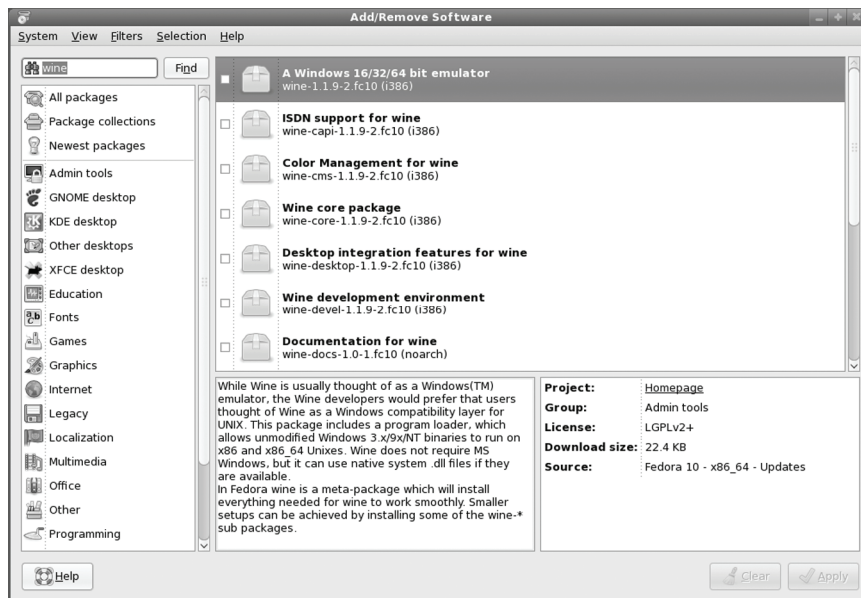 Add/Remove Software
System View Filters Selection Help
wine
Find
All packages
Package collections
Newest packages
Admin tools
GNOME desktop
KDE desktop
Other desktops
XFCE desktop
Education
Fonts
Games
Graphics
Internet
Legacy
Localization
Multimedia
Office
Other
Programming
A Windows 16/32/64 bit emulator
wine-1.1.9-2.fc10 (i386)
ISDN support for wine
wine-capi-1.1.9-2.fc10 (i386)
Color Management for wine
wine-cms-1.1.9-2.fc10 (i386)
Wine core package
wine-core-1.1.9-2.fc10 (i386)
Desktop integration features for wine
wine-desktop-1.1.9-2.fc10 (i386)
Wine development environment
wine-devel-1.1.9-2.fc10 (i386)
Documentation for wine
wine-docs-1.0-1.fc10 (noarch)
While Wine is usually thought of as a Windows(TM)
emulator, the Wine developers would prefer that users
thought of Wine as a Windows compatibility layer for
UNIX. This package includes a program loader, which
allows unmodified Windows 3.x/9x/NT binaries to run on
x86 and x86_64 Unixes. Wine does not require MS
Windows, but it can use native system .dll files if they
are available.
In Fedora wine is a meta-package which will install
everything needed for wine to work smoothly. Smaller
setups can be achieved by installing some of the wine-*
sub packages.
Project: Homepage
Group: Admin tools
License: LGPLv2+
Download size: 22.4 KB
Source: Fedora 10 - x86_64 - Updates
Help
Clear
Apply